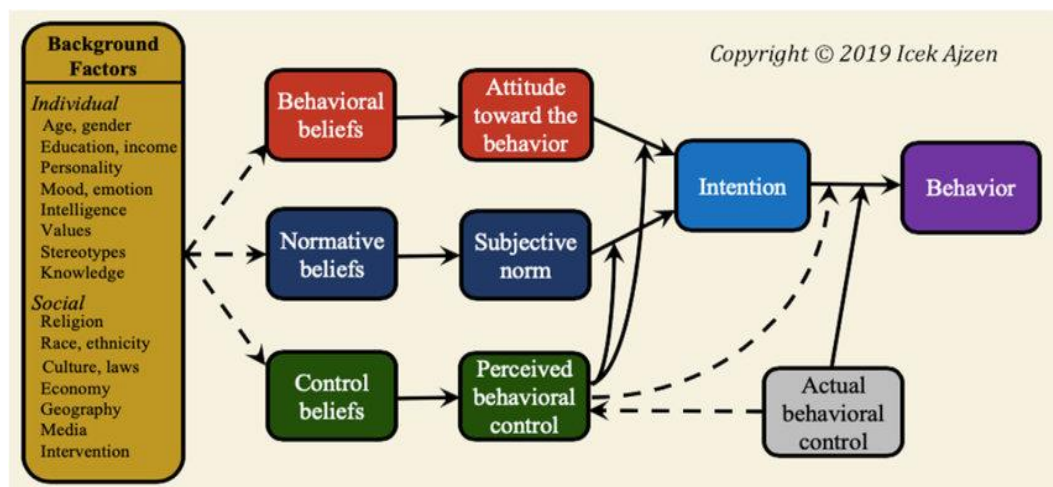 Background
Factors
Individual
Age, gender
Education, income
Personality
Mood, emotion
Intelligence
Values
Stereotypes
Knowledge
Social
Religion
Race, ethnicity
Culture, laws
Economy
Geography
Media
Intervention
Copyright © 2019 Icek Ajzen
Behavioral
beliefs
Attitude
toward the
behavior
Normative
beliefs
Subjective
norm
Control
beliefs
Perceived
behavioral
control
Intention
Behavior
Actual
behavioral
control